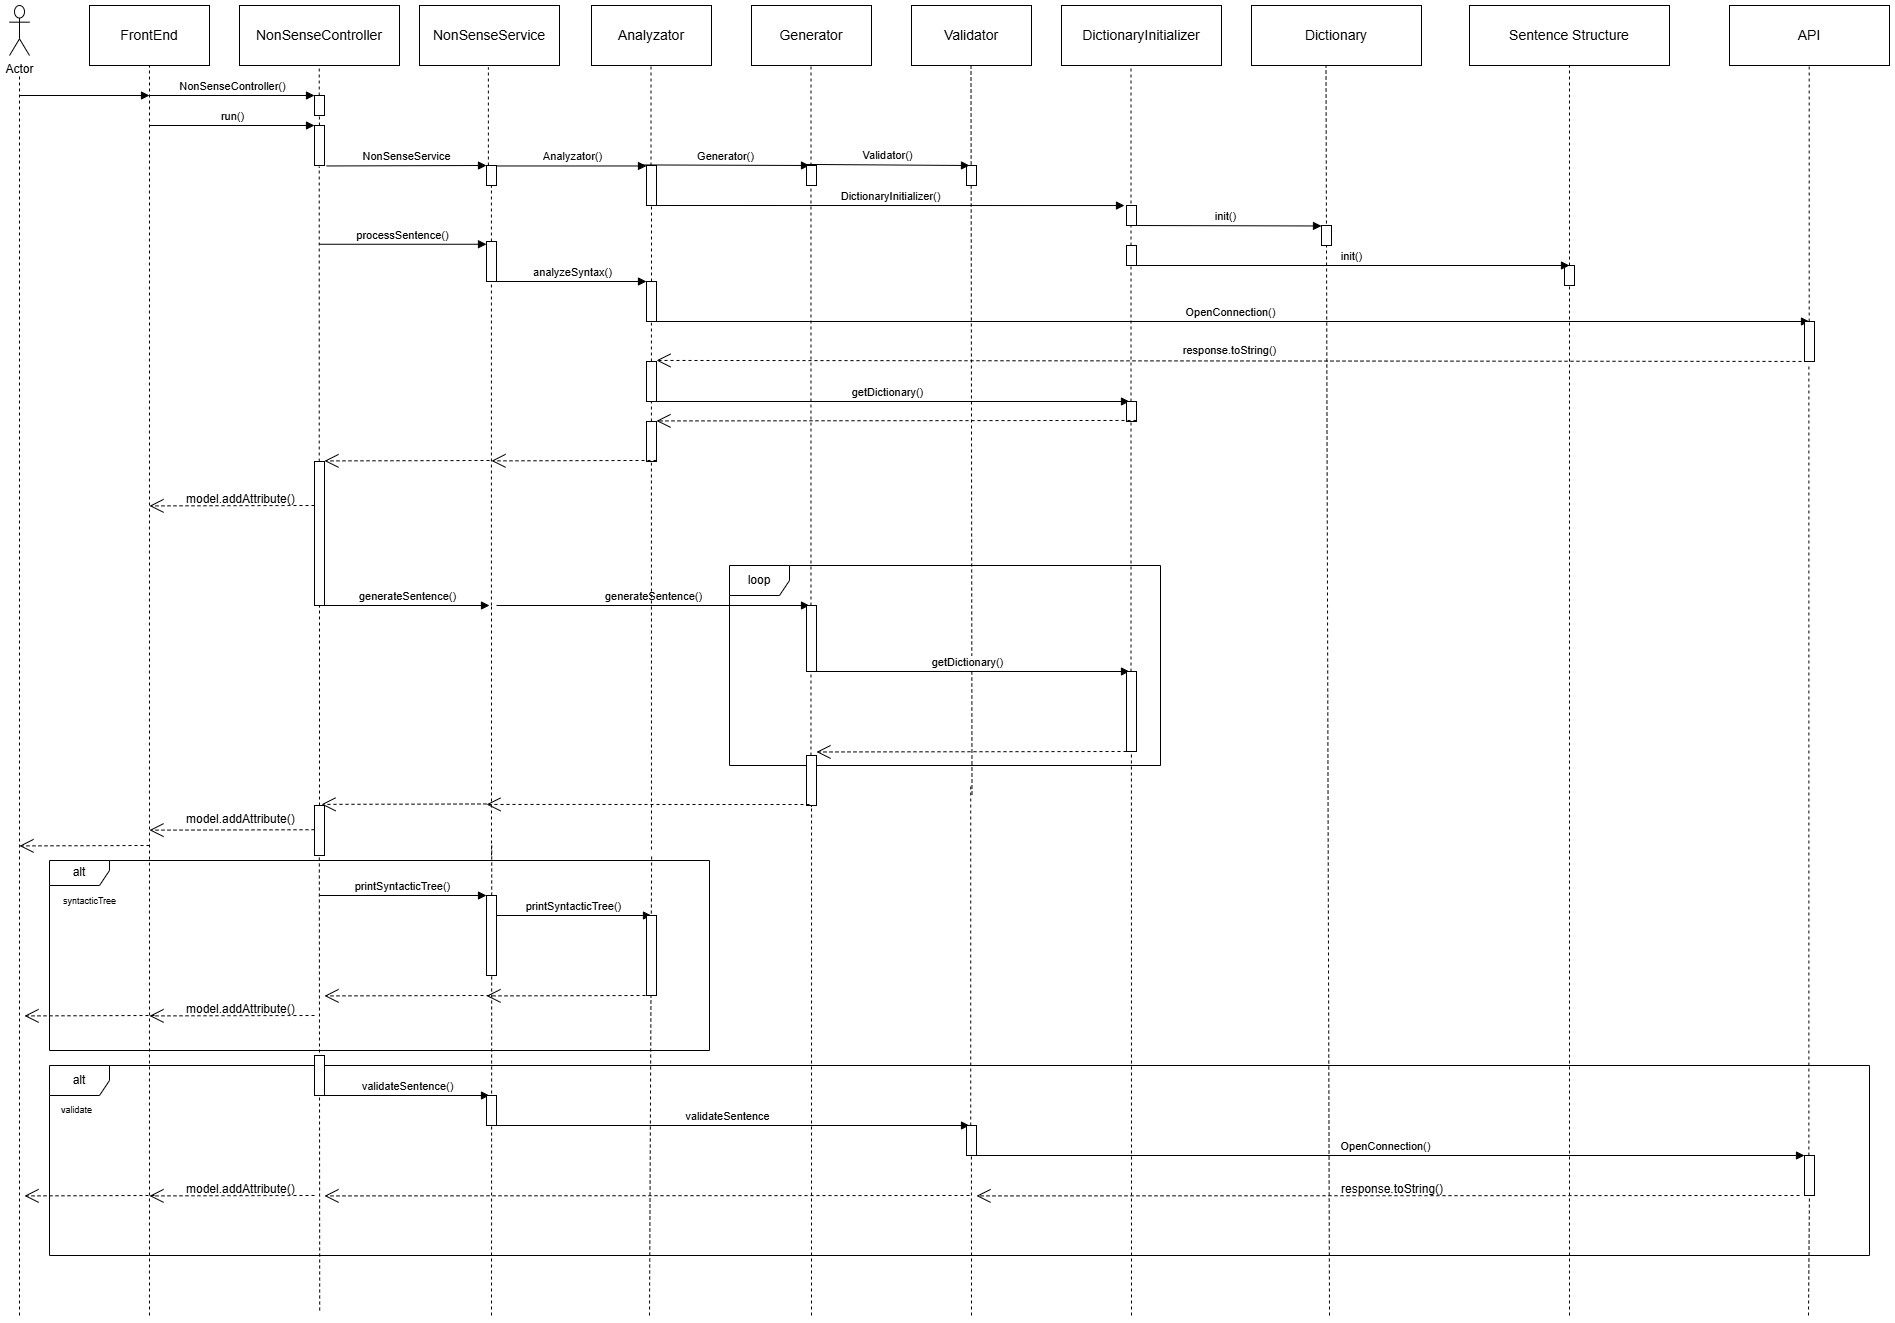 Actor
FrontEnd
NonSenseController
NonSenseService
Analyzator
Generator
Validator
DictionaryInitializer
Dictionary
Sentence Structure
API
NonSenseController()
run()
NonSenseService
Analyzator()
Generator()
Validator()
DictionaryInitializer()
init()
processSentence()
init()
analyzeSyntax()
OpenConnection()
response.toString()
getDictionary()
model.addAttribute()
loop
generateSentence()
generateSentence()
getDictionary()
model.addAttribute()
alt
syntacticTree
printSyntacticTree()
printSyntacticTree()
model.addAttribute()
alt
validate
validateSentence()
validateSentence
OpenConnection()
model.addAttribute()
response.toString()